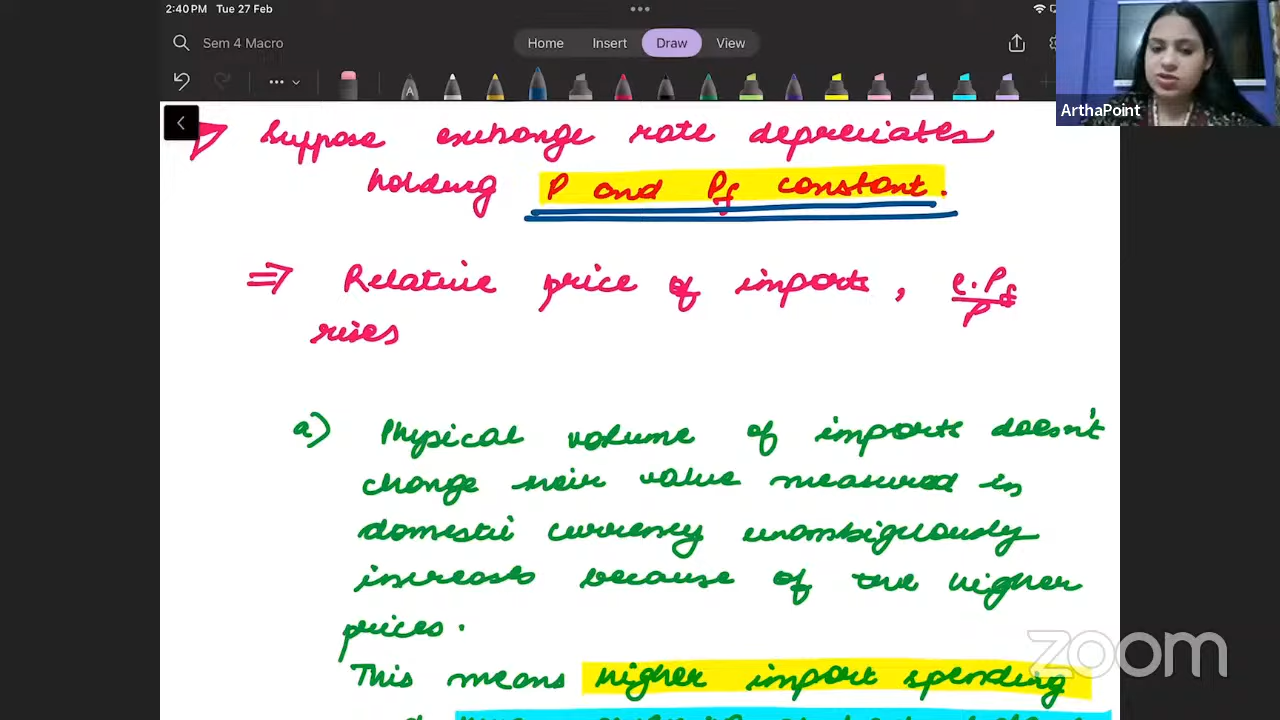 2:40 PM Tue 27 Feb
Sem 4 Macro
Home Insert Draw View
A
ArthaPoint
Suppose exchange rate depreciates
holding P and Pf constant.
⇒ Relative price of imports, e.Pf/P
rises
a) Physical volume of imports doesn't
change their value measured in
domestic currency unambiguously
increases because of the higher
prices.
zoom
This means higher import spending